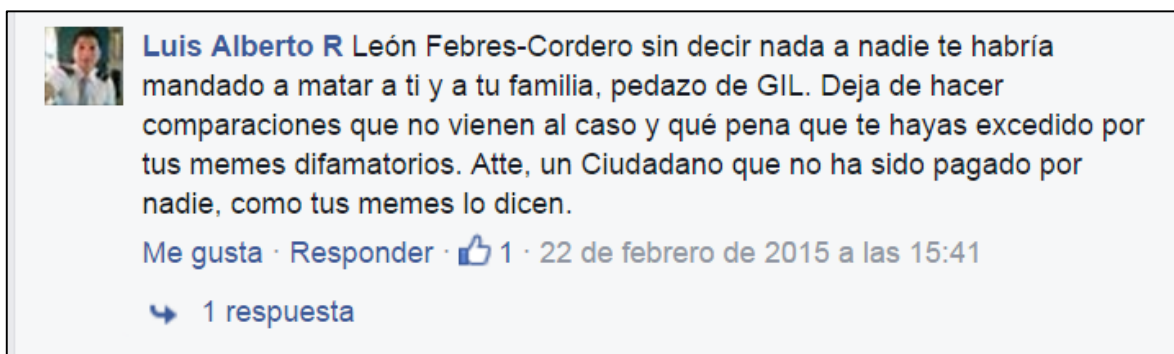 Luis Alberto R León Febres-Cordero sin decir nada a nadie te habría
mandado a matar a ti y a tu familia, pedazo de GIL. Deja de hacer
comparaciones que no vienen al caso y qué pena que te hayas excedido por
tus memes difamatorios. Atte, un Ciudadano que no ha sido pagado por
nadie, como tus memes lo dicen.
Me gusta · Responder · 1 · 22 de febrero de 2015 a las 15:41
1 respuesta